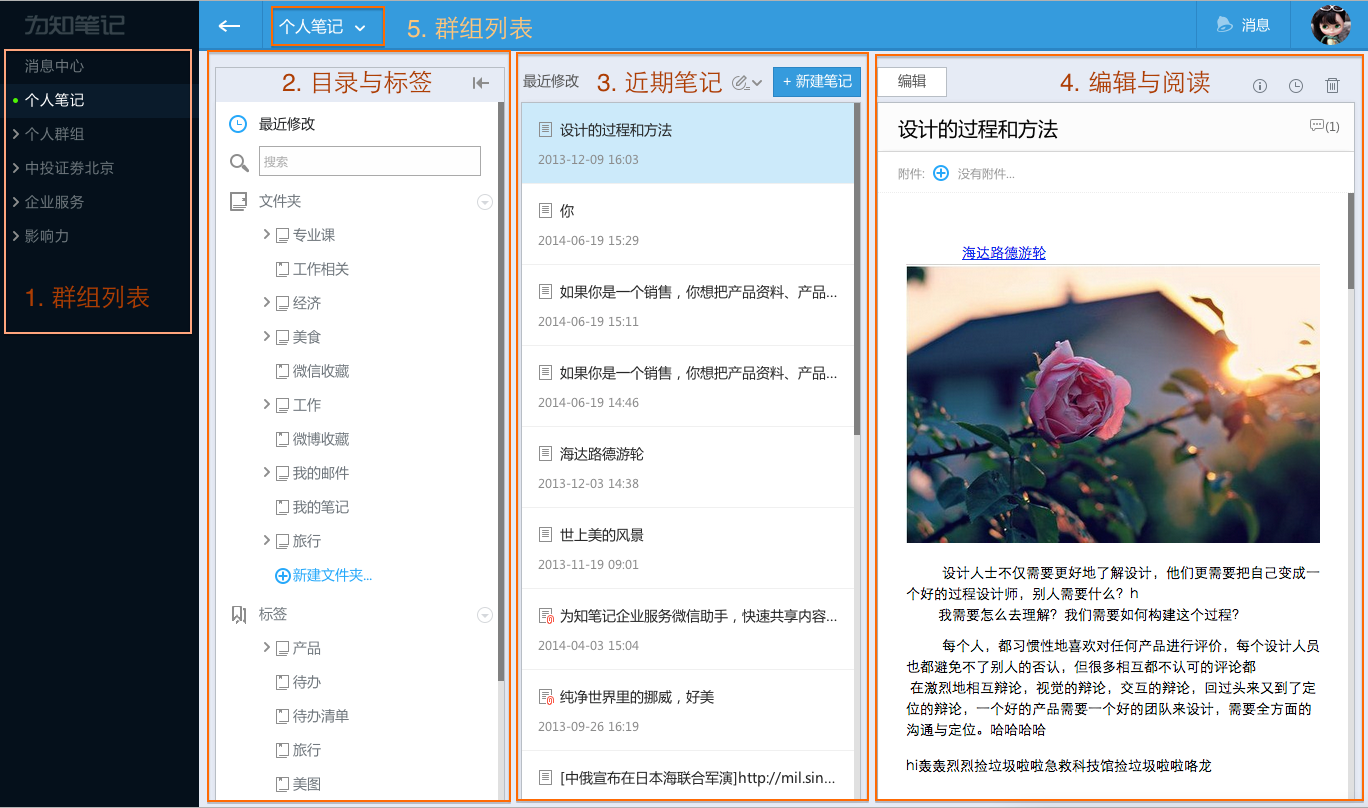 为知笔记
消息中心
个人笔记
个人群组
中投证券北京
企业服务
影响力
1. 群组列表
个人笔记
5. 群组列表
消息
2. 目录与标签
最近修改
搜索
文件夹
专业课
工作相关
经济
美食
微信收藏
工作
微博收藏
我的邮件
我的笔记
旅行
新建文件夹...
标签
产品
待办
待办清单
旅行
美图
最近修改
3. 近期笔记
+ 新建笔记
设计的过程和方法
2013-12-09 16:03
你
2014-06-19 15:29
如果你是一个销售，你想把产品资料、产品...
2014-06-19 15:11
如果你是一个销售，你想把产品资料、产品...
2014-06-19 14:46
海达路德游轮
2013-12-03 14:38
世上美的风景
2013-11-19 09:01
为知笔记企业服务微信助手，快速共享内容...
2014-04-03 15:04
纯净世界里的挪威，好美
2013-09-26 16:19
[中俄宣布在日本海联合军演]http://mil.sin...
编辑
4. 编辑与阅读
设计的过程和方法
(1)
附件:
没有附件...
海达路德游轮
设计人士不仅需要更好地了解设计，他们更需要把自己变成一
个好的过程设计师，别人需要什么？h
我需要怎么去理解？我们需要如何构建这个过程？
每个人，都习惯性地喜欢对任何产品进行评价，每个设计人员
也都避免不了别人的否认，但很多相互都不认可的评论都
在激烈地相互辩论，视觉的辩论，交互的辩论，回过头来又到了定
位的辩论，一个好的产品需要一个好的团队来设计，需要全方面的
沟通与定位。哈哈哈哈
hi轰轰烈烈捡垃圾啦啦急救科技馆捡垃圾啦啦咯龙